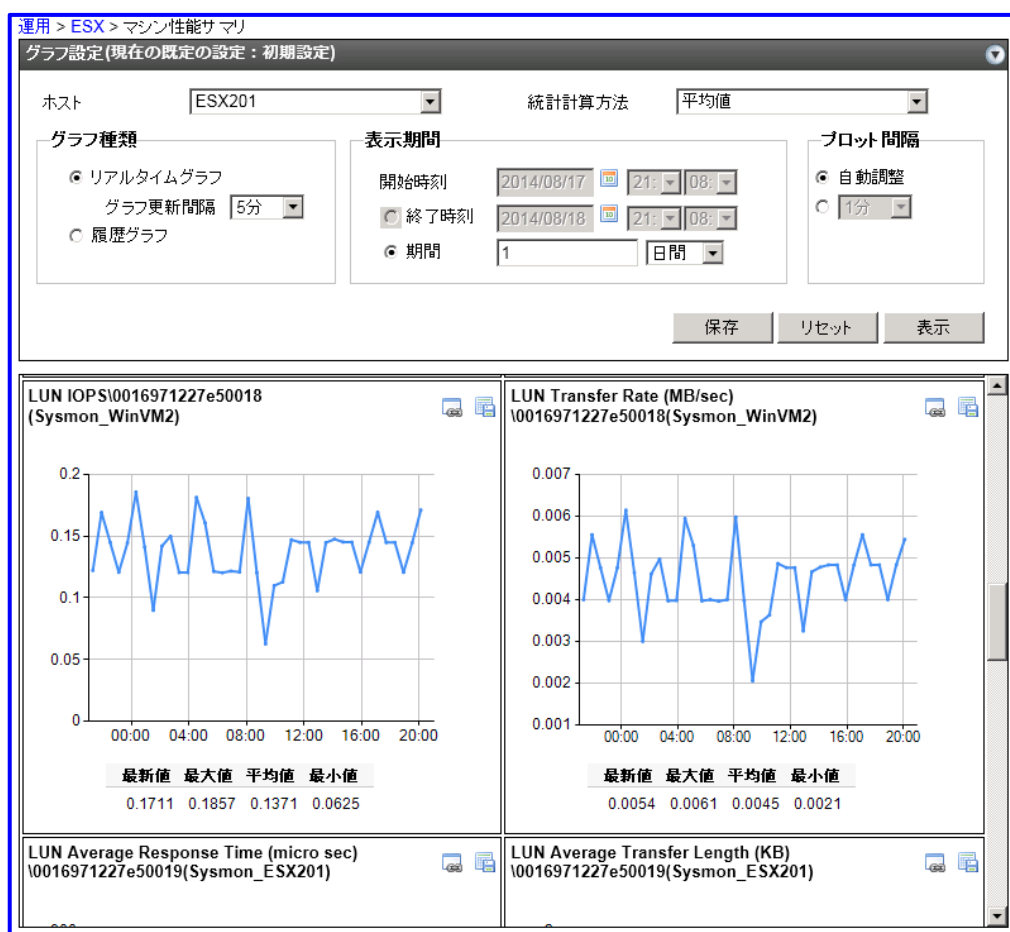 運用 > ESX > マシン性能サマリ
グラフ設定(現在の既定の設定：初期設定)
ホスト ESX201 統計計算方法 平均値
グラフ種類 表示期間 プロット間隔
リアルタイムグラフ 開始時刻 2014/08/17 21: 08: 自動調整
グラフ更新間隔 5分 終了時刻 2014/08/18 21: 08: 1分
履歴グラフ 期間 1 日間
保存 リセット 表示
LUN IOPS\0016971227e50018
(Sysmon_WinVM2)
0.2
0.15
0.1
0.05
0
00:00 04:00 08:00 12:00 16:00 20:00
最新値 最大値 平均値 最小値
0.1711 0.1857 0.1371 0.0625
LUN Transfer Rate (MB/sec)
\0016971227e50018(Sysmon_WinVM2)
0.007
0.006
0.005
0.004
0.003
0.002
0.001
00:00 04:00 08:00 12:00 16:00 20:00
最新値 最大値 平均値 最小値
0.0054 0.0061 0.0045 0.0021
LUN Average Response Time (micro sec)
\0016971227e50019(Sysmon_ESX201)
LUN Average Transfer Length (KB)
\0016971227e50019(Sysmon_ESX201)